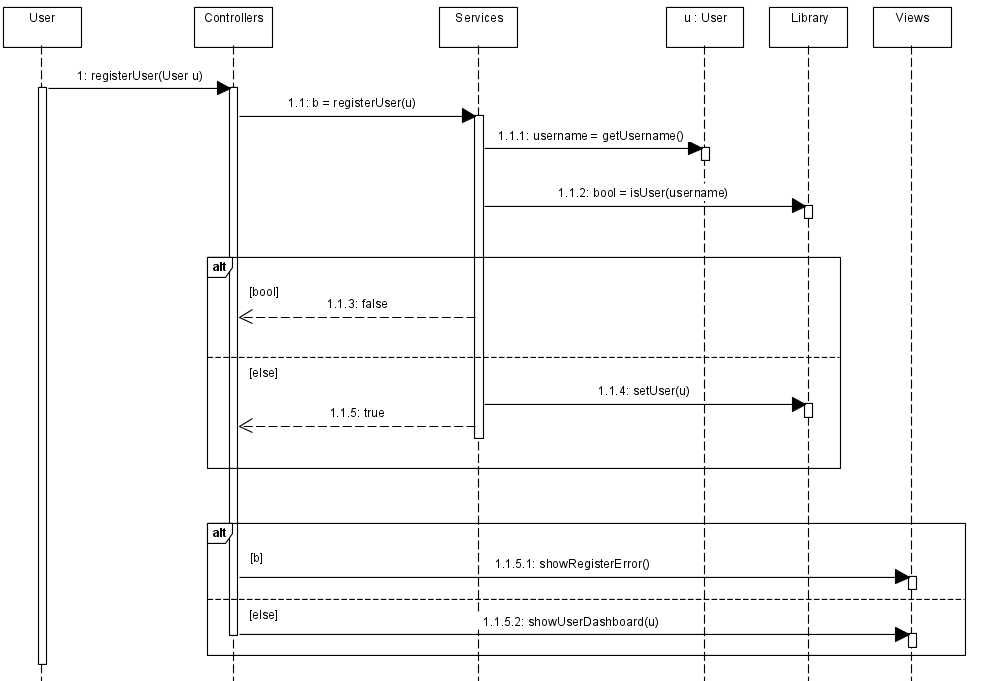 User
Controllers
Services
u : User
Library
Views
1: registerUser(User u)
1.1: b = registerUser(u)
1.1.1: username = getUsername()
1.1.2: bool = isUser(username)
alt
[bool]
1.1.3: false
[else]
1.1.4: setUser(u)
1.1.5: true
alt
[b]
1.1.5.1: showRegisterError()
[else]
1.1.5.2: showUserDashboard(u)